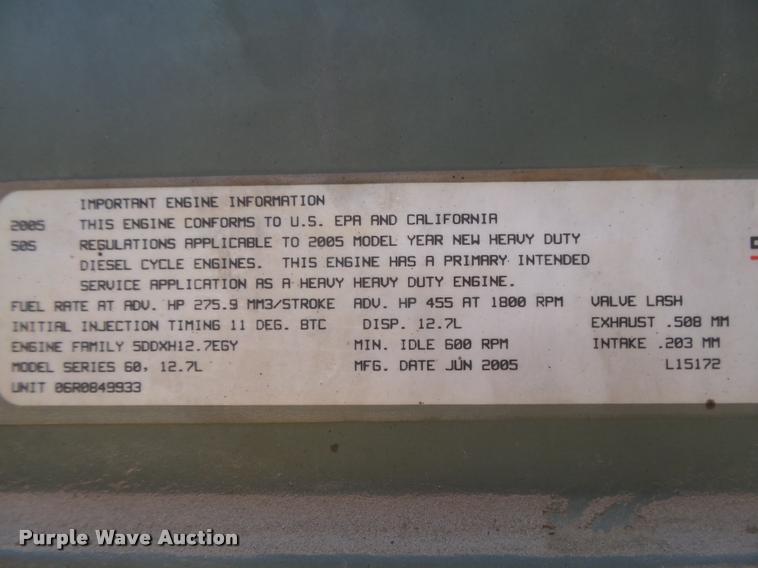 IMPORTANT ENGINE INFORMATION
2005 THIS ENGINE CONFORMS TO U.S. EPA AND CALIFORNIA
505 REGULATIONS APPLICABLE TO 2005 MODEL YEAR NEW HEAVY DUTY
DIESEL CYCLE ENGINES. THIS ENGINE HAS A PRIMARY INTENDED
SERVICE APPLICATION AS A HEAVY HEAVY DUTY ENGINE.
FUEL RATE AT ADV. HP 275.9 MM3/STROKE ADV. HP 455 AT 1800 RPM VALVE LASH
INITIAL INJECTION TIMING 11 DEG. BTC DISP. 12.7L EXHAUST .508 MM
ENGINE FAMILY 5DDXH12.7EGY MIN. IDLE 600 RPM INTAKE .203 MM
MODEL SERIES 60, 12.7L MFG. DATE JUN 2005 L15172
UNIT 06R0849933
Purple Wave Auction